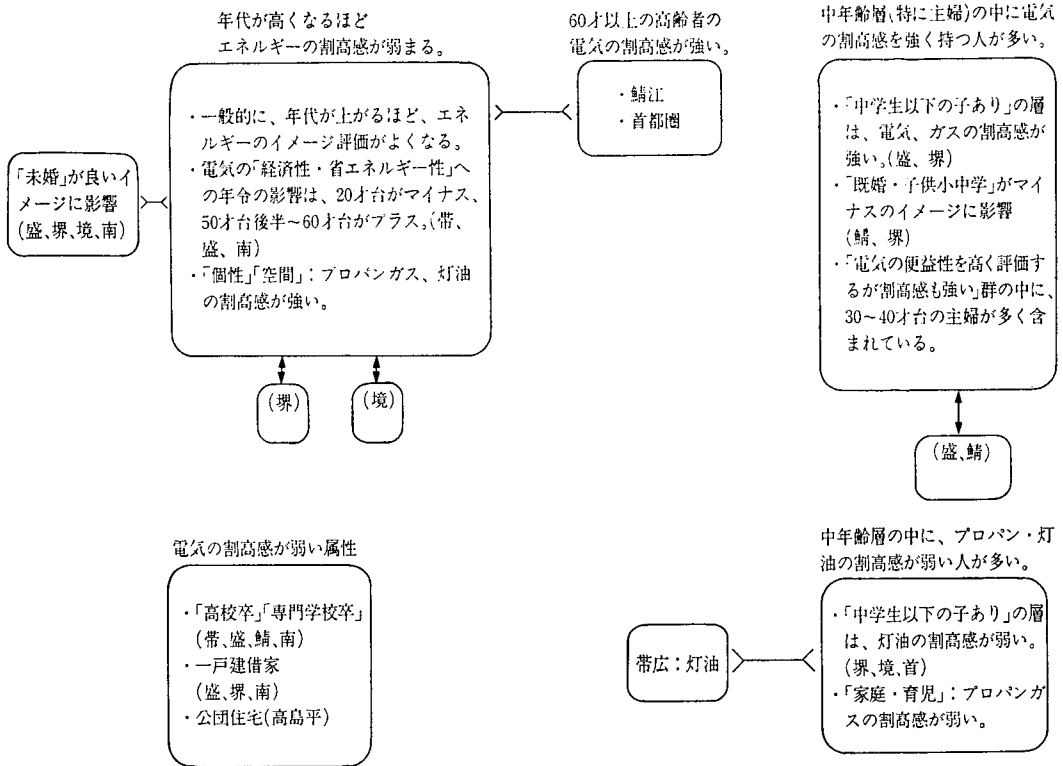 年代が高くなるほど
エネルギーの割高感が弱まる。
・一般的に、年代が上がるほど、エネ
ルギーのイメージ評価がよくなる。
・電気の「経済性・省エネルギー性」へ
の年令の影響は、20才台がマイナス、
50才台後半〜60才台がプラス。(帯、
盛、南)
・「個性」「空間」：プロパンガス、灯油
の割高感が強い。
「未婚」が良いイ
メージに影響
(盛、堺、境、南)
(堺)
(境)
60才以上の高齢者の
電気の割高感が強い。
・鯖江
・首都圏
中年齢層(特に主婦)の中に電気
の割高感を強く持つ人が多い。
・「中学生以下の子あり」の層
は、電気、ガスの割高感が
強い。(盛、堺)
・「既婚・子供小中学」がマイ
ナスのイメージに影響
(鯖、堺)
・「電気の便益性を高く評価す
るが割高感も強い」群の中に、
30〜40才台の主婦が多く含
まれている。
(盛、鯖)
電気の割高感が弱い属性
・「高校卒」「専門学校卒」
(帯、盛、鯖、南)
・一戸建借家
(盛、堺、南)
・公団住宅(高島平)
中年齢層の中に、プロパン・灯
油の割高感が弱い人が多い。
帯広：灯油
・「中学生以下の子あり」の層
は、灯油の割高感が弱い。
(堺、境、首)
・「家庭・育児」：プロパンガ
スの割高感が弱い。